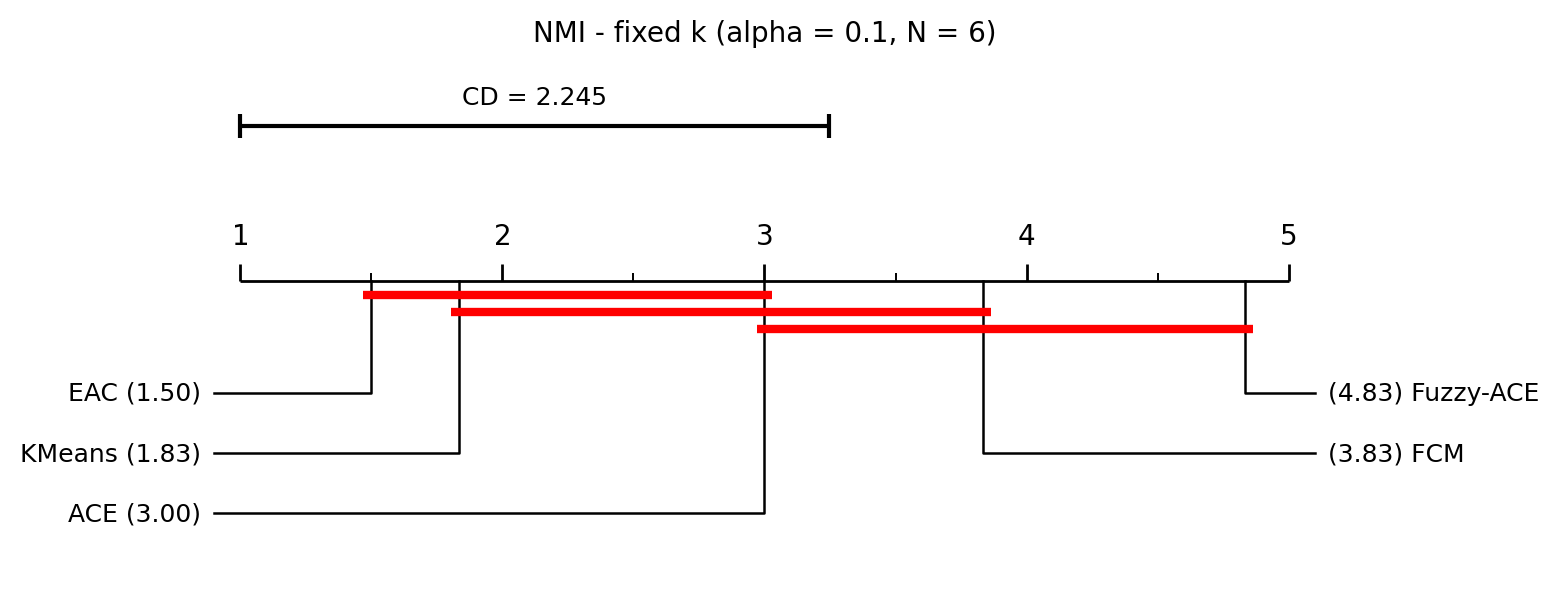 NMI - fixed k (alpha = 0.1, N = 6)
CD = 2.245
1 2 3 4 5
EAC (1.50) (4.83) Fuzzy-ACE
KMeans (1.83) (3.83) FCM
ACE (3.00)